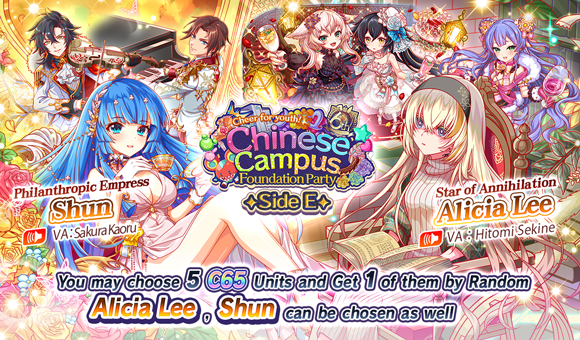 Cheer for youth!
Chinese
Campus
Foundation Party
Side E
Philanthropic Empress
Shun
VA:Sakura Kaoru
Star of Annihilation
Alicia Lee
VA:Hitomi Sekine
You may choose 5 C65 Units and Get 1 of them by Random
Alicia Lee , Shun can be chosen as well